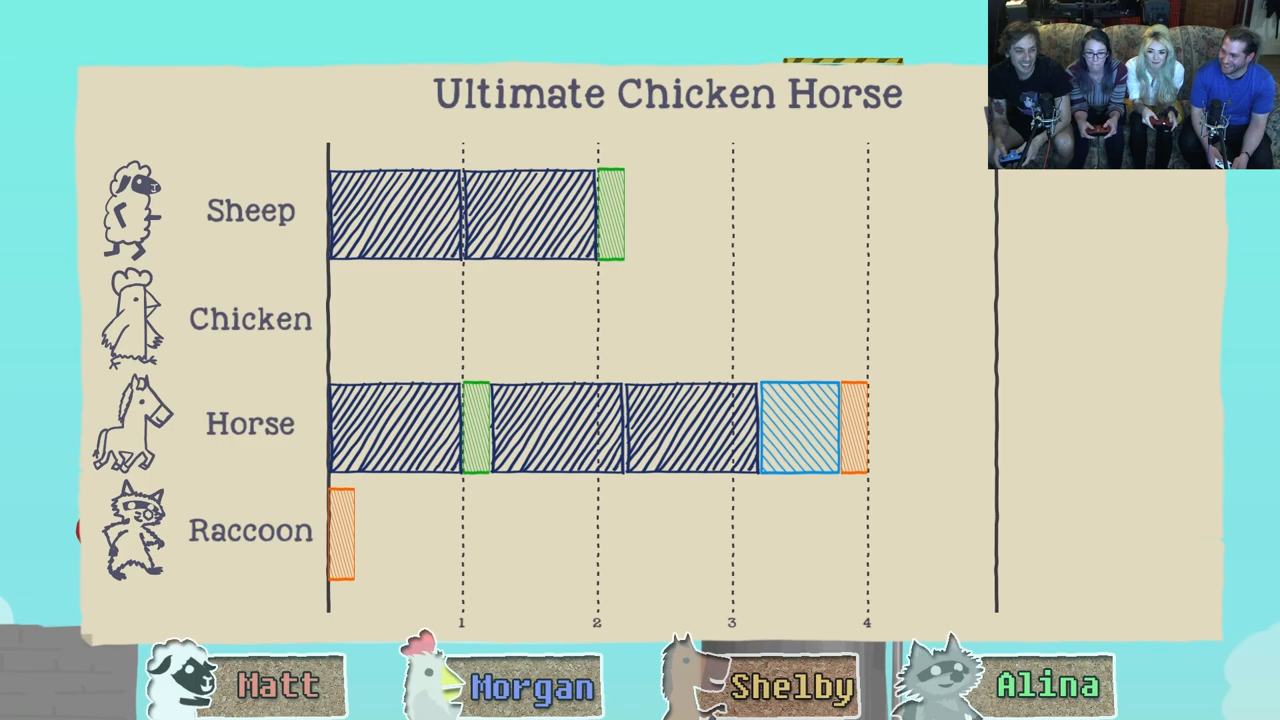 Ultimate Chicken Horse
Sheep
Chicken
Horse
Raccoon
1 2 3 4
Matt Morgan Shelby Alina